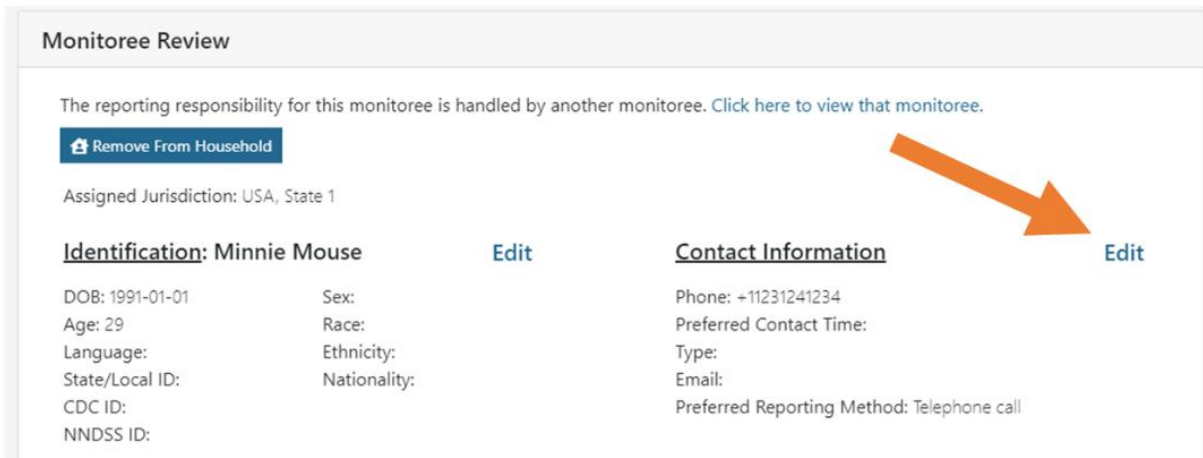 Monitoree Review
The reporting responsibility for this monitoree is handled by another monitoree. Click here to view that monitoree.
Remove From Household
Assigned Jurisdiction: USA, State 1
Identification: Minnie Mouse Edit
DOB: 1991-01-01 Sex:
Age: 29 Race:
Language: Ethnicity:
State/Local ID: Nationality:
CDC ID:
NNDSS ID:
Contact Information Edit
Phone: +11231241234
Preferred Contact Time:
Type:
Email:
Preferred Reporting Method: Telephone call